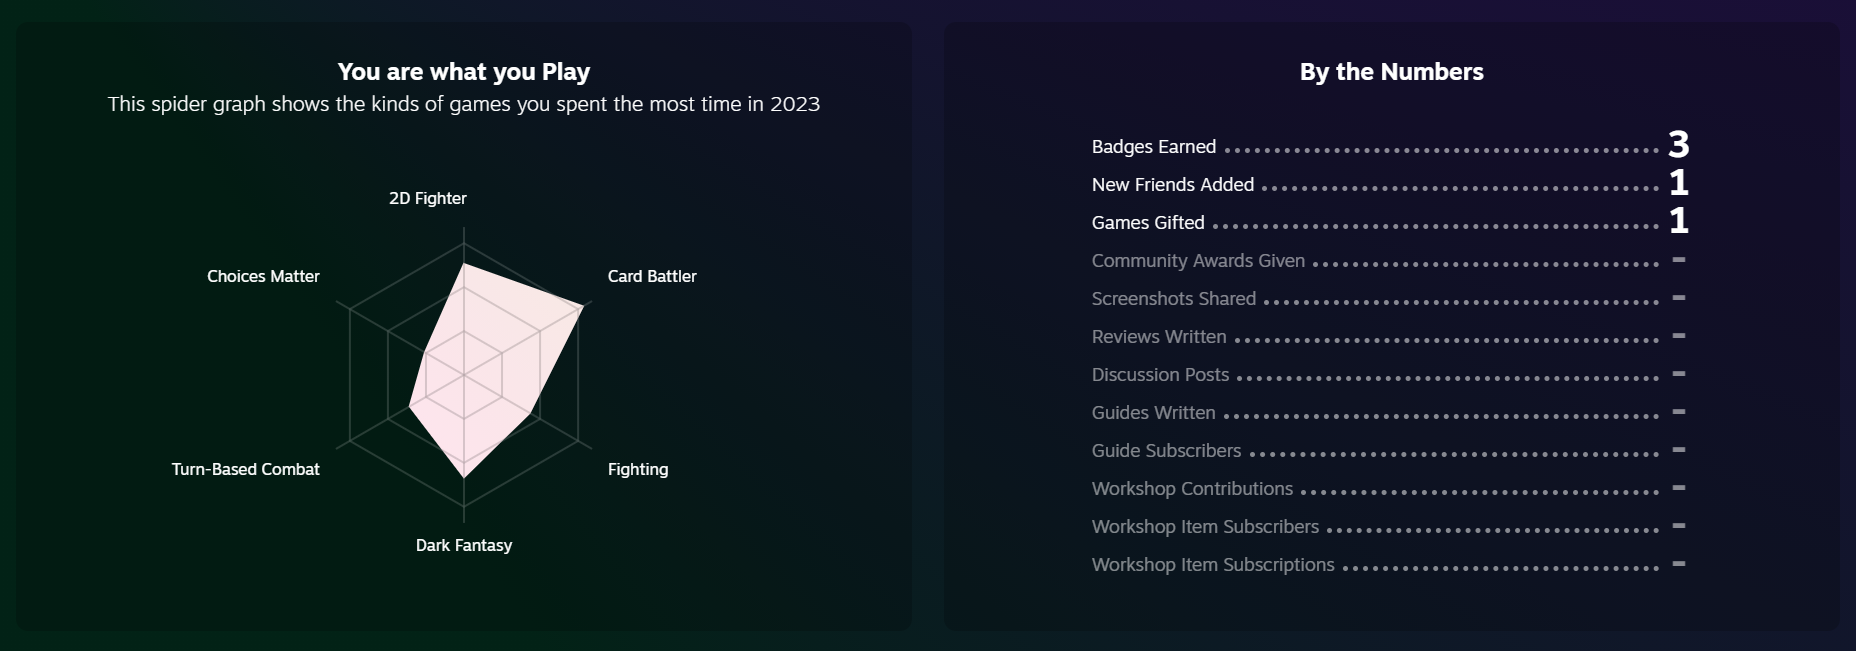 You are what you Play
This spider graph shows the kinds of games you spent the most time in 2023
2D Fighter
Choices Matter
Card Battler
Turn-Based Combat
Fighting
Dark Fantasy
By the Numbers
Badges Earned 3
New Friends Added 1
Games Gifted 1
Community Awards Given -
Screenshots Shared -
Reviews Written -
Discussion Posts -
Guides Written -
Guide Subscribers -
Workshop Contributions -
Workshop Item Subscribers -
Workshop Item Subscriptions -